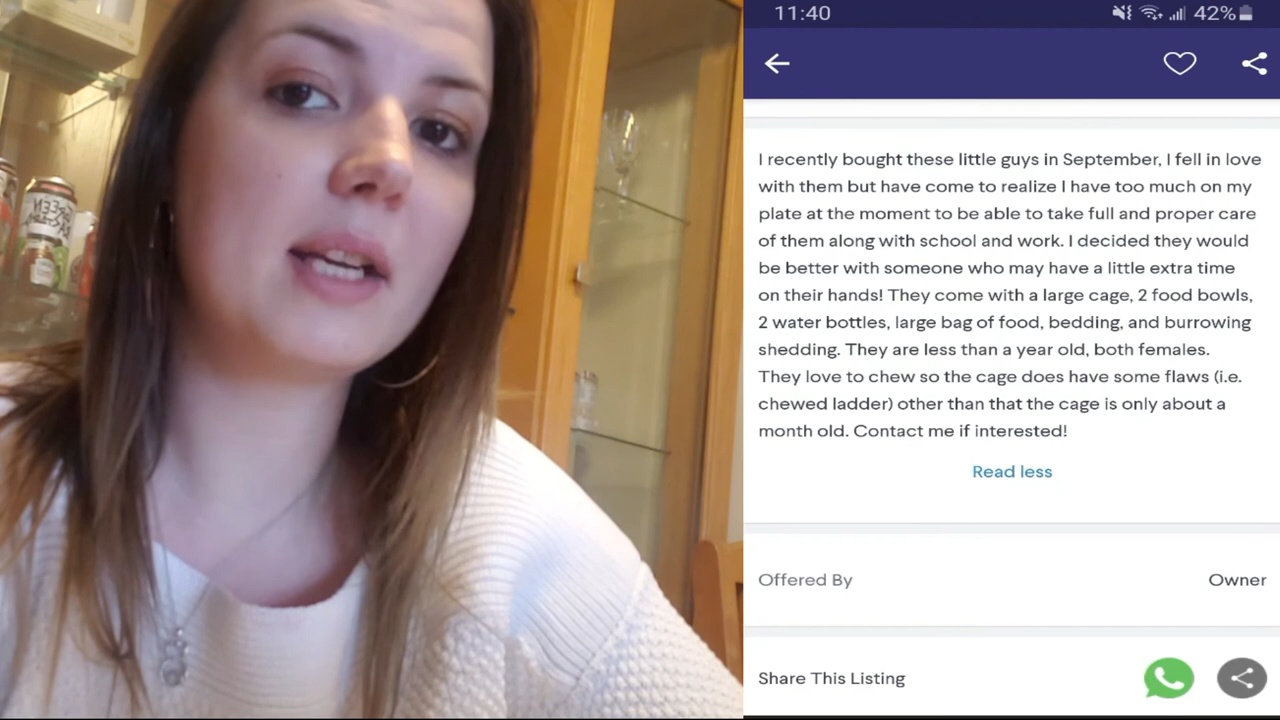 11:40
42%
I recently bought these little guys in September, I fell in love
with them but have come to realize I have too much on my
plate at the moment to be able to take full and proper care
of them along with school and work. I decided they would
be better with someone who may have a little extra time
on their hands! They come with a large cage, 2 food bowls,
2 water bottles, large bag of food, bedding, and burrowing
shedding. They are less than a year old, both females.
They love to chew so the cage does have some flaws (i.e.
chewed ladder) other than that the cage is only about a
month old. Contact me if interested!
Read less
Offered By
Owner
Share This Listing